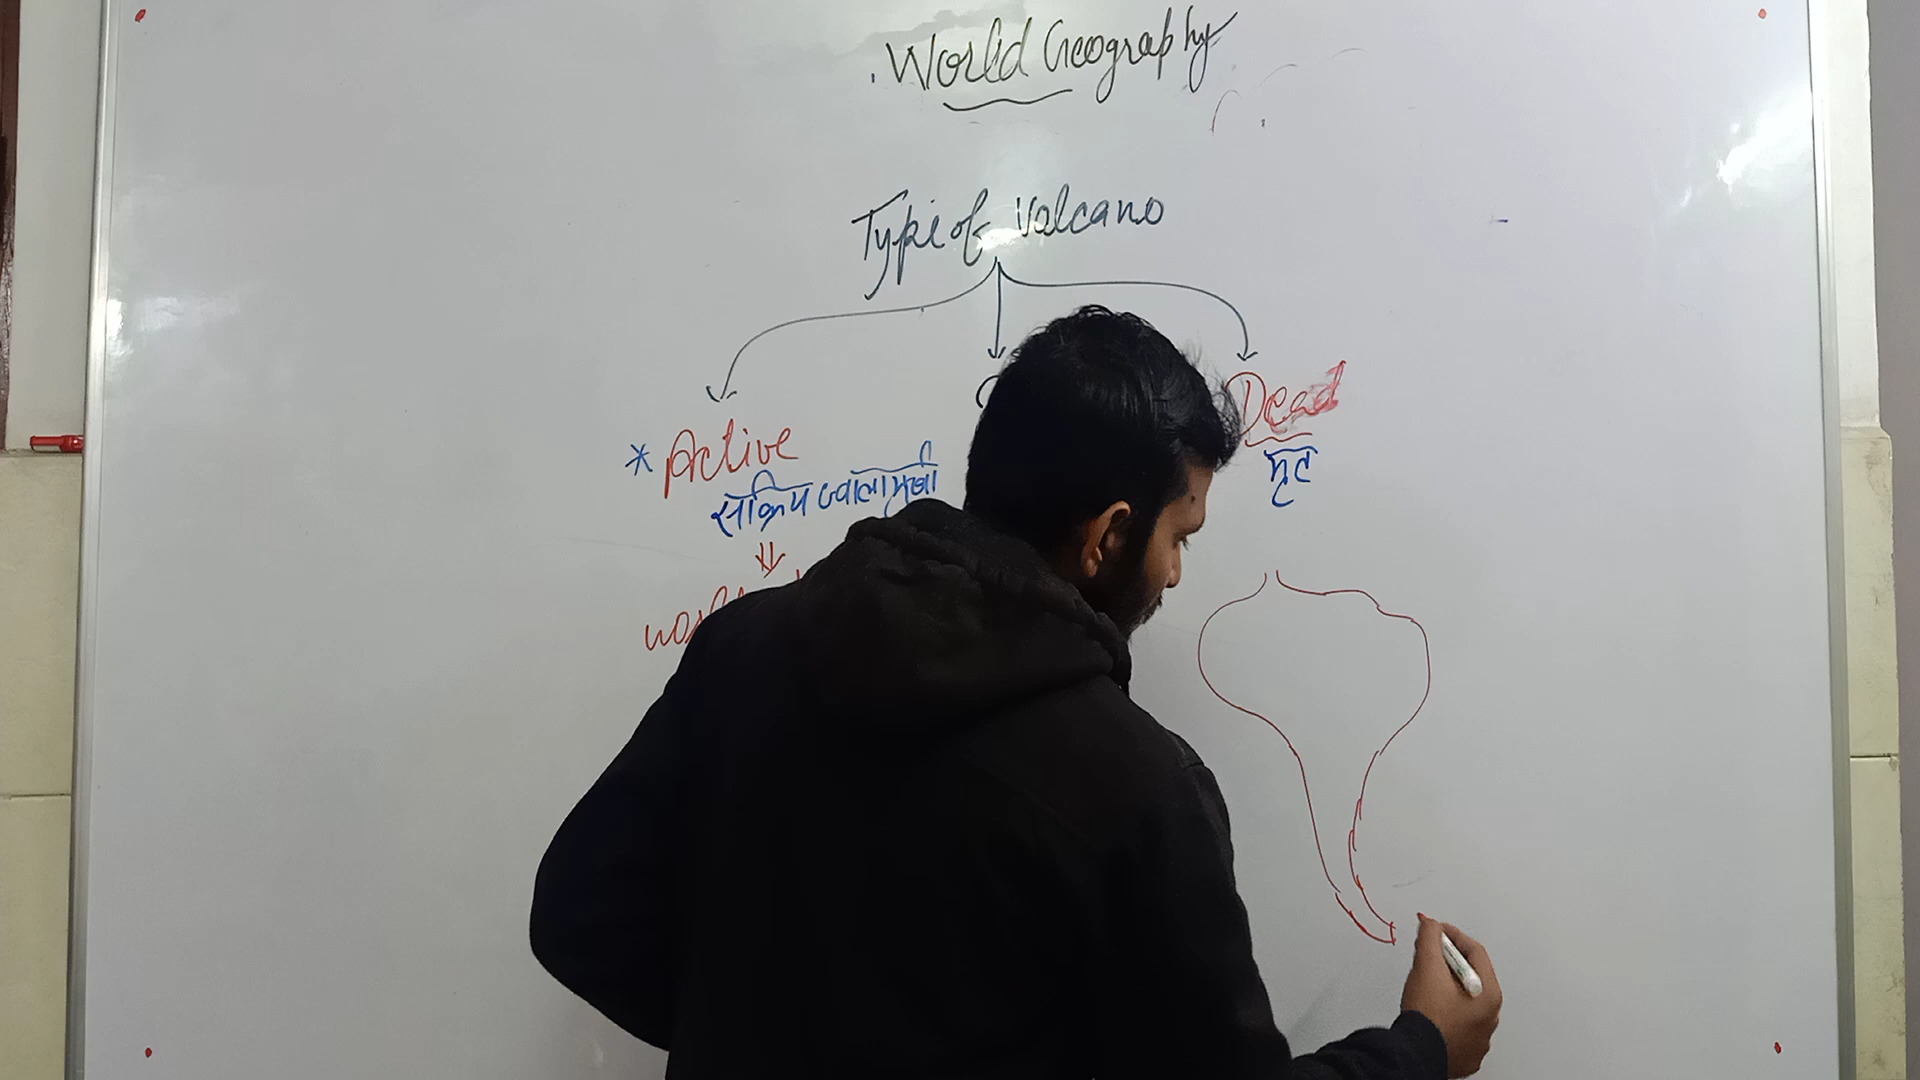 World Geography
Type of Volcano
Dead
* Active
मृत
सक्रिय ज्वालामुखी